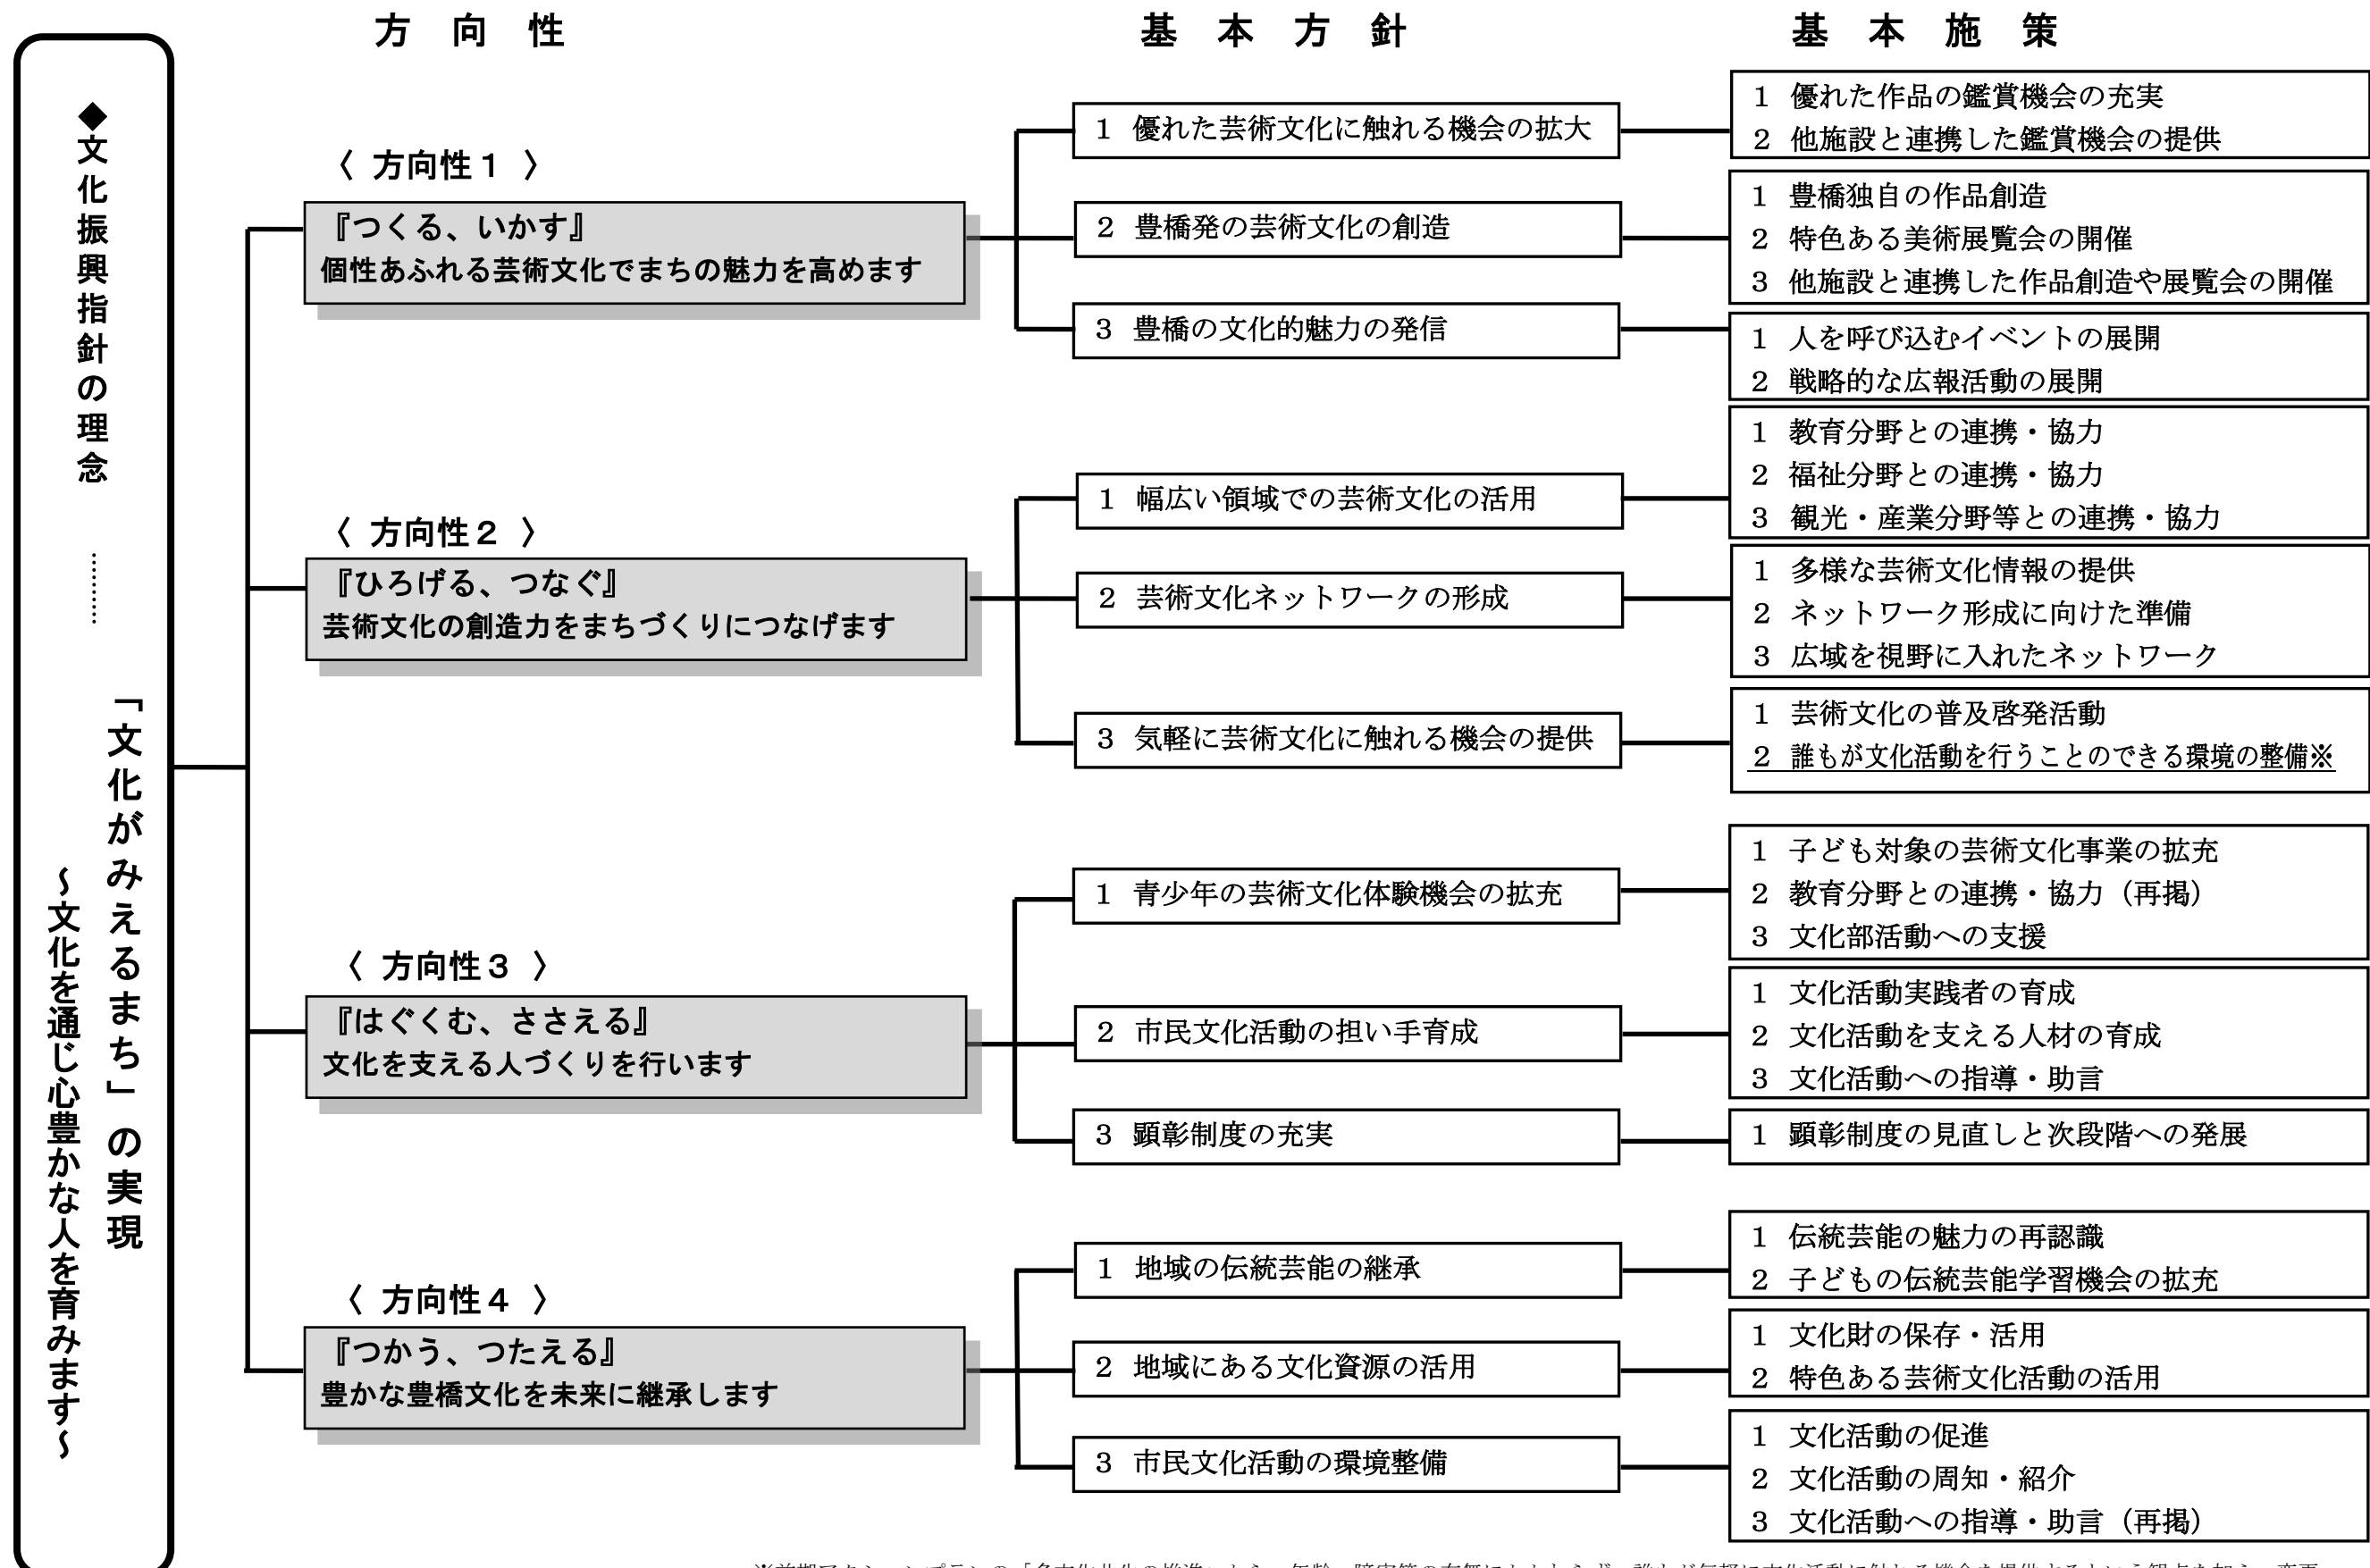 方向性
基本方針
基本施策
◆文化振興指針の理念 ………
「文化がみえるまち」の実現
～文化を通じ心豊かな人を育みます～
〈 方向性１ 〉
『つくる、いかす』
個性あふれる芸術文化でまちの魅力を高めます
1 優れた芸術文化に触れる機会の拡大
1 優れた作品の鑑賞機会の充実
2 他施設と連携した鑑賞機会の提供
2 豊橋発の芸術文化の創造
1 豊橋独自の作品創造
2 特色ある美術展覧会の開催
3 他施設と連携した作品創造や展覧会の開催
3 豊橋の文化的魅力の発信
1 人を呼び込むイベントの展開
2 戦略的な広報活動の展開
〈 方向性２ 〉
『ひろげる、つなぐ』
芸術文化の創造力をまちづくりにつなげます
1 幅広い領域での芸術文化の活用
1 教育分野との連携・協力
2 福祉分野との連携・協力
3 観光・産業分野等との連携・協力
2 芸術文化ネットワークの形成
1 多様な芸術文化情報の提供
2 ネットワーク形成に向けた準備
3 広域を視野に入れたネットワーク
3 気軽に芸術文化に触れる機会の提供
1 芸術文化の普及啓発活動
2 誰もが文化活動を行うことのできる環境の整備※
〈 方向性３ 〉
『はぐくむ、ささえる』
文化を支える人づくりを行います
1 青少年の芸術文化体験機会の拡充
1 子ども対象の芸術文化事業の拡充
2 教育分野との連携・協力（再掲）
3 文化部活動への支援
2 市民文化活動の担い手育成
1 文化活動実践者の育成
2 文化活動を支える人材の育成
3 文化活動への指導・助言
3 顕彰制度の充実
1 顕彰制度の見直しと次段階への発展
〈 方向性４ 〉
『つかう、つたえる』
豊かな豊橋文化を未来に継承します
1 地域の伝統芸能の継承
1 伝統芸能の魅力の再認識
2 子どもの伝統芸能学習機会の拡充
2 地域にある文化資源の活用
1 文化財の保存・活用
2 特色ある芸術文化活動の活用
3 市民文化活動の環境整備
1 文化活動の促進
2 文化活動の周知・紹介
3 文化活動への指導・助言（再掲）